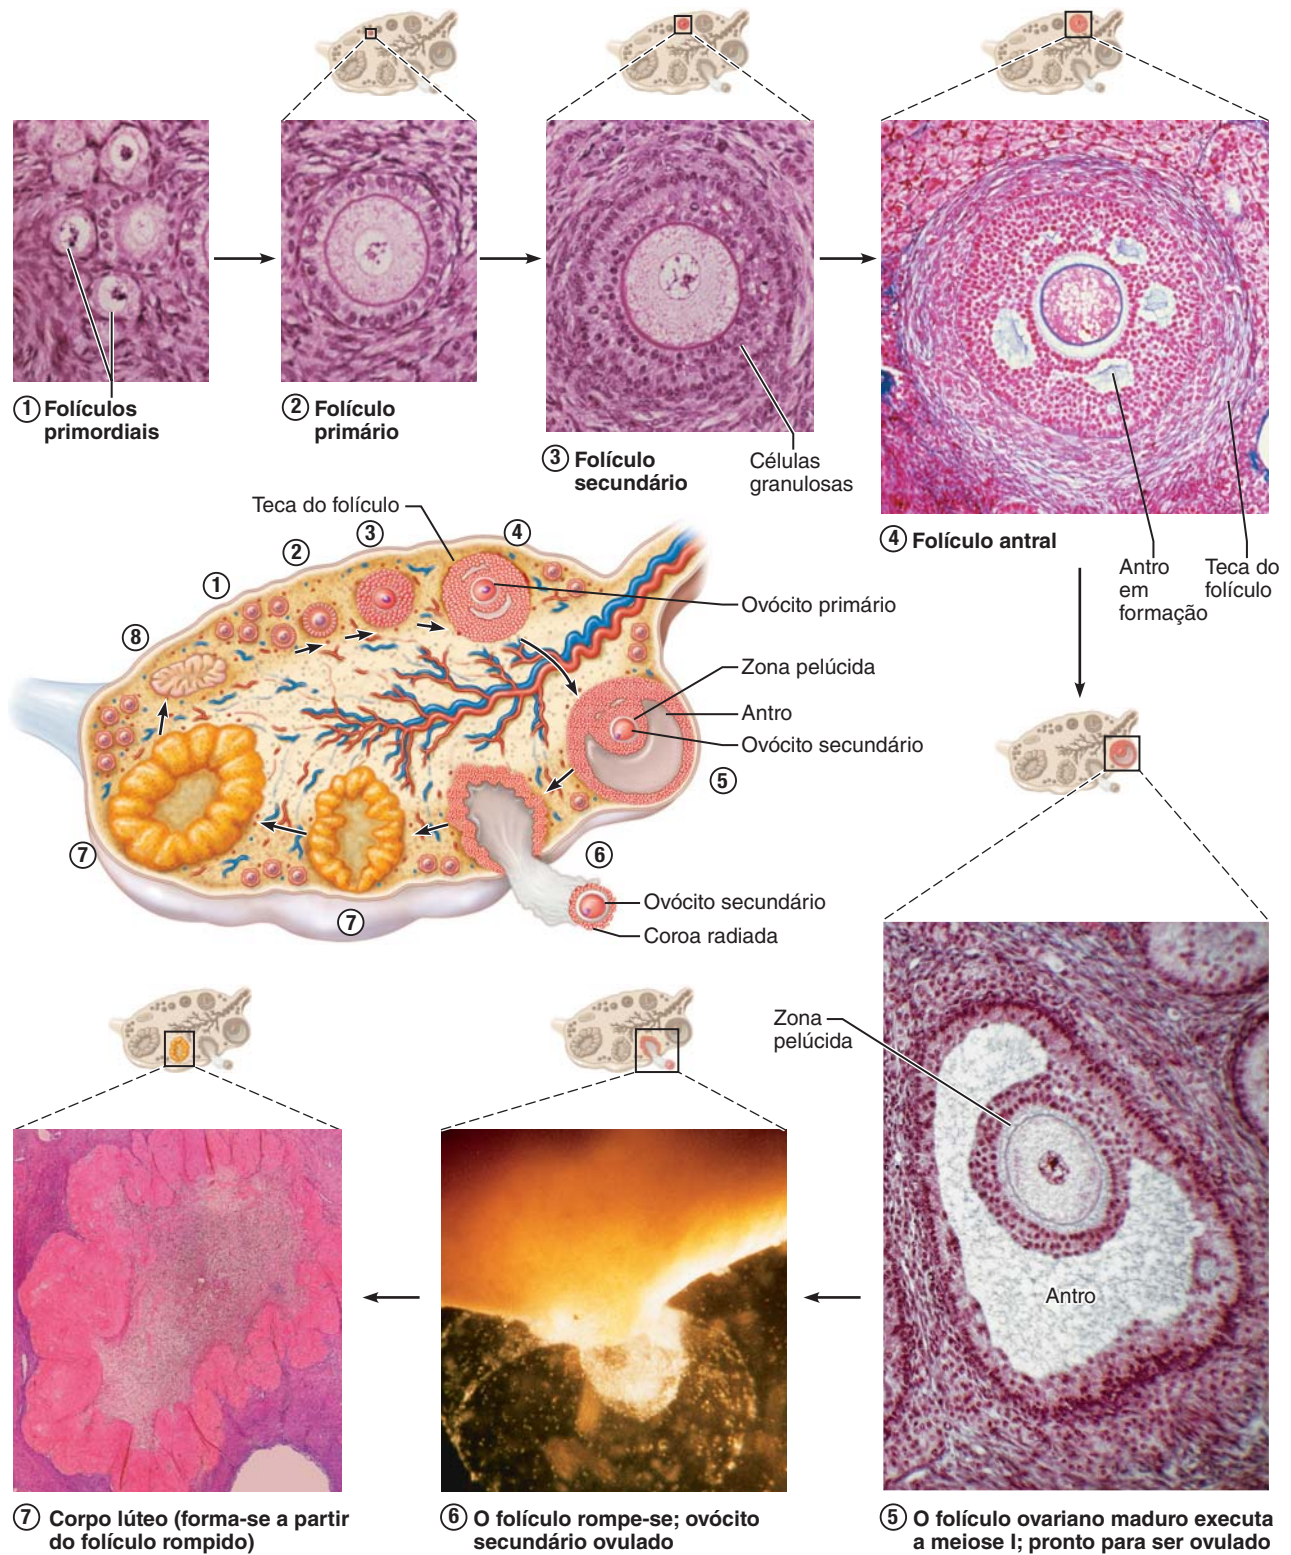 ① Folículos
primordiais
② Folículo
primário
③ Folículo
secundário
Células
granulosas
④ Folículo antral
Antro
em
formação
Teca do
folículo
Teca do folículo
①
②
③
④
⑧
Ovócito primário
Zona pelúcida
Antro
Ovócito secundário
⑤
⑦
⑥
⑦
Ovócito secundário
Coroa radiada
Zona
pelúcida
Antro
⑦ Corpo lúteo (forma-se a partir
do folículo rompido)
⑥ O folículo rompe-se; ovócito
secundário ovulado
⑤ O folículo ovariano maduro executa
a meiose I; pronto para ser ovulado